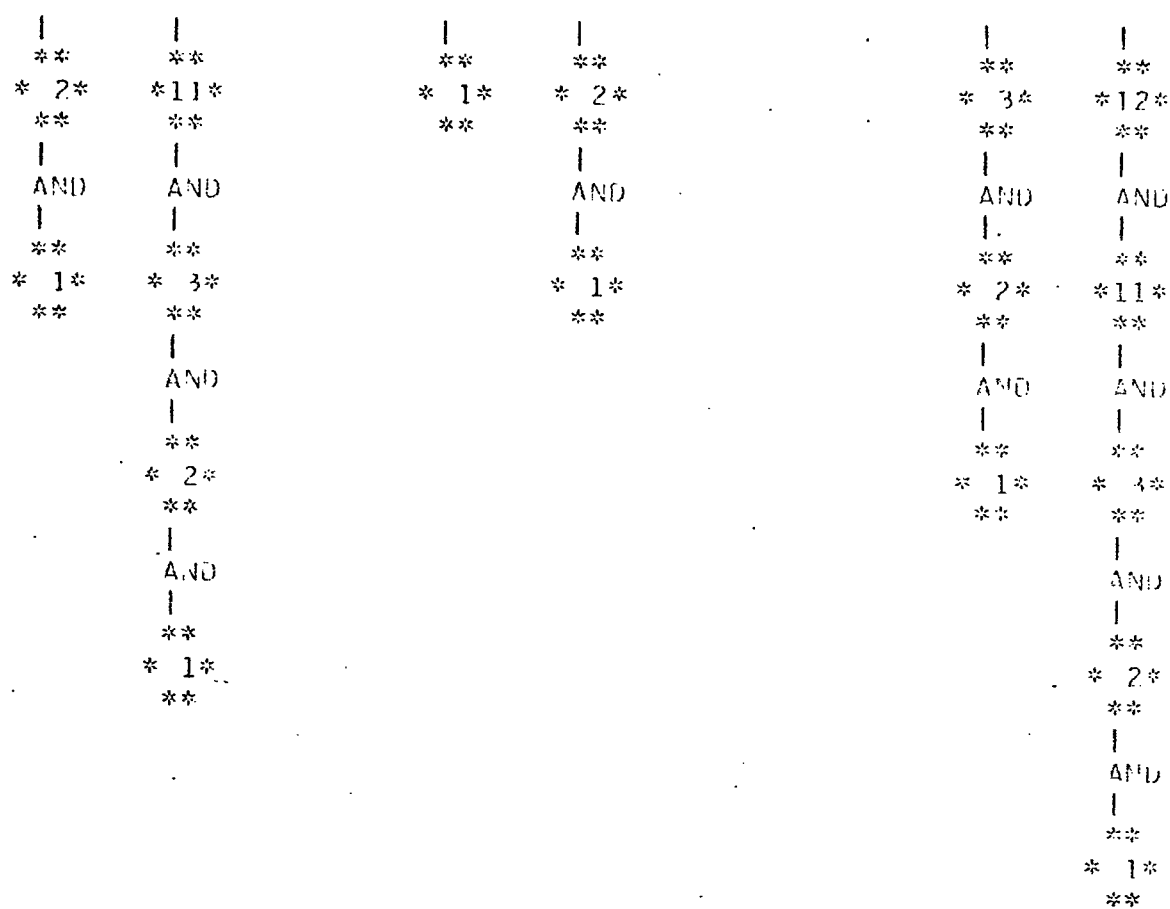 |   |   |   |   |   |
**   **   **   **   **   **
* 2*   *11*   * 1*   * 2*   * 3*   *12*
**   **   **   **   **   **
|   |   |   |   |
AND   AND   AND   AND   AND
|   |   |   |   |
**   **   **   **   **
* 1*   * 3*   * 1*   * 2*   *11*
**   **   **   **   **
|   |   |
AND   AND   AND
|   |   |
**   **   **
* 2*   * 1*   * 3*
**   **   **
|   |
AND   AND
|   |
**   **
* 1*   * 2*
**   **
|
AND
|
**
* 1*
**